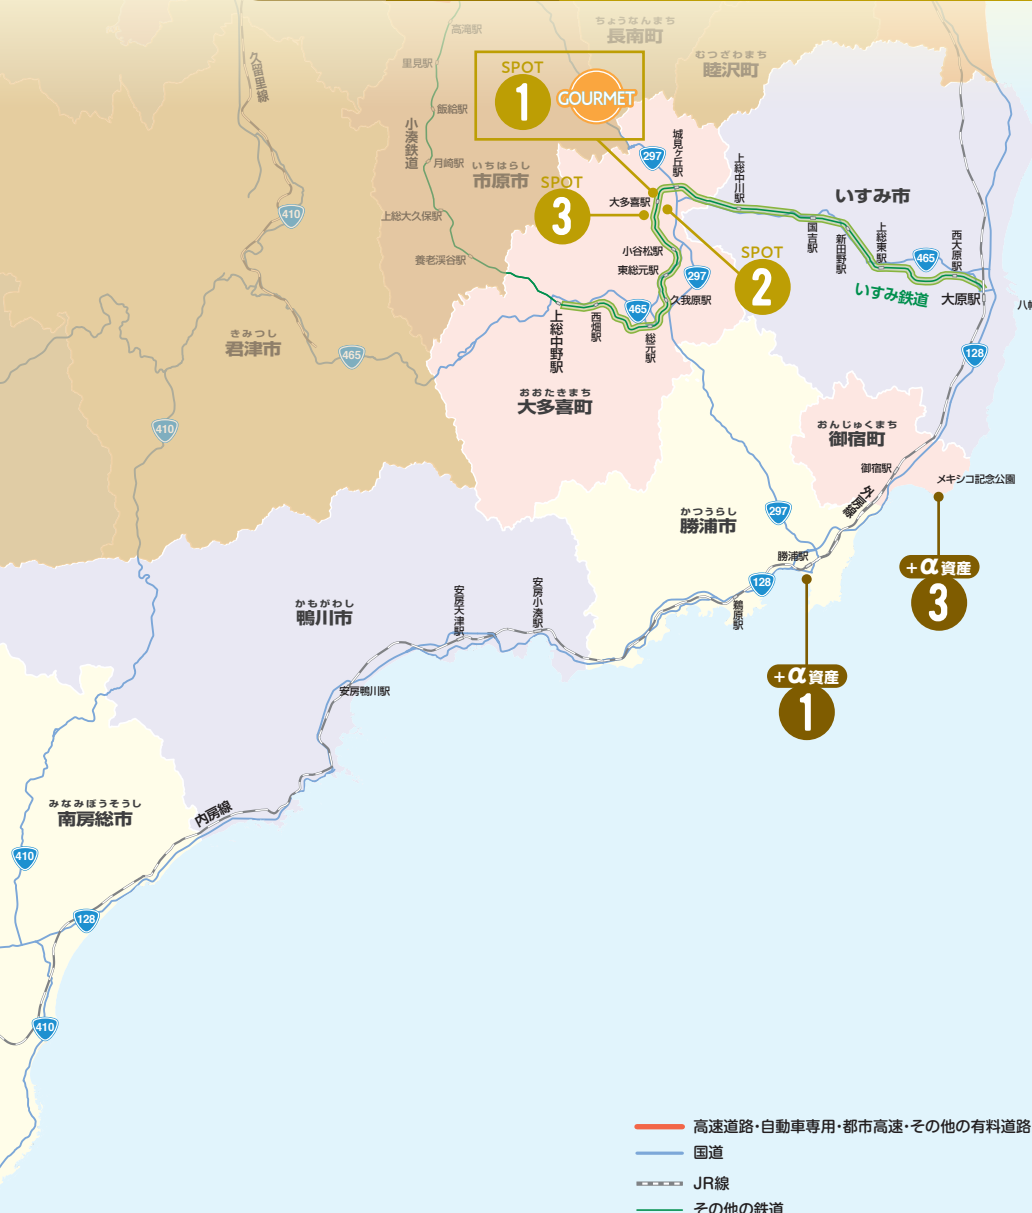 ちょうなんまち
長南町
高滝駅
むつざわまち
睦沢町
久留里線
里見駅
SPOT
1
GOURMET
飯給駅
小湊鉄道
城見ヶ丘駅
297
月崎駅
いちはらし
市原市
上総中川駅
SPOT
3
大多喜駅
いすみ市
410
上総大久保駅
国吉駅
新田野駅
上総東駅
西大原駅
養老渓谷駅
小谷松駅
東総元駅
SPOT
2
297
465
久我原駅
いすみ鉄道
大原駅
八幡
465
上総中野駅
西畑駅
総元駅
きみつし
君津市
465
128
おおたきまち
大多喜町
410
おんじゅくまち
御宿町
御宿駅
メキシコ記念公園
外房線
かつうらし
勝浦市
297
勝浦駅
+α資産
3
128
鵜原駅
安房天津駅
安房小湊駅
かもがわし
鴨川市
+α資産
1
安房鴨川駅
みなみぼうそうし
南房総市
内房線
410
128
410
高速道路・自動車専用・都市高速・その他の有料道路
国道
JR線
その他の鉄道